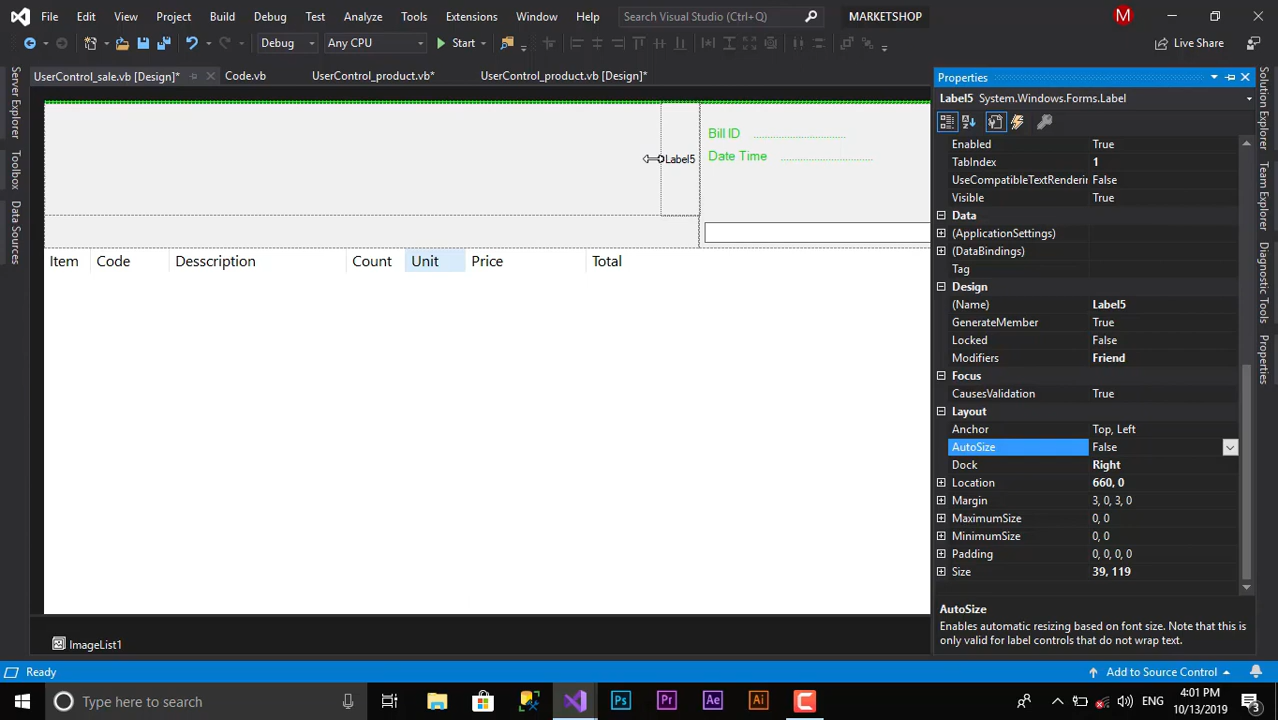 File Edit View Project Build Debug Test Analyze Tools Extensions Window Help Search Visual Studio (Ctrl+Q) MARKETSHOP M
Debug Any CPU Start Live Share
UserControl_sale.vb [Design]* Code.vb UserControl_product.vb* UserControl_product.vb [Design]*
Server Explorer
Toolbox
Data Sources
Label5
Bill ID
Date Time
Item Code Desscription Count Unit Price Total
ImageList1
Properties
Label5 System.Windows.Forms.Label
Enabled True
TabIndex 1
UseCompatibleTextRenderin False
Visible True
Data
(ApplicationSettings)
(DataBindings)
Tag
Design
(Name) Label5
GenerateMember True
Locked False
Modifiers Friend
Focus
CausesValidation True
Layout
Anchor Top, Left
AutoSize False
Dock Right
Location 660, 0
Margin 3, 0, 3, 0
MaximumSize 0, 0
MinimumSize 0, 0
Padding 0, 0, 0, 0
Size 39, 119
AutoSize
Enables automatic resizing based on font size. Note that this
is only valid for label controls that do not wrap text.
Solution Explorer
Team Explorer
Diagnostic Tools
Properties
Ready Add to Source Control
Type here to search Ps Pr Ae Ai ENG 4:01 PM
10/13/2019 3